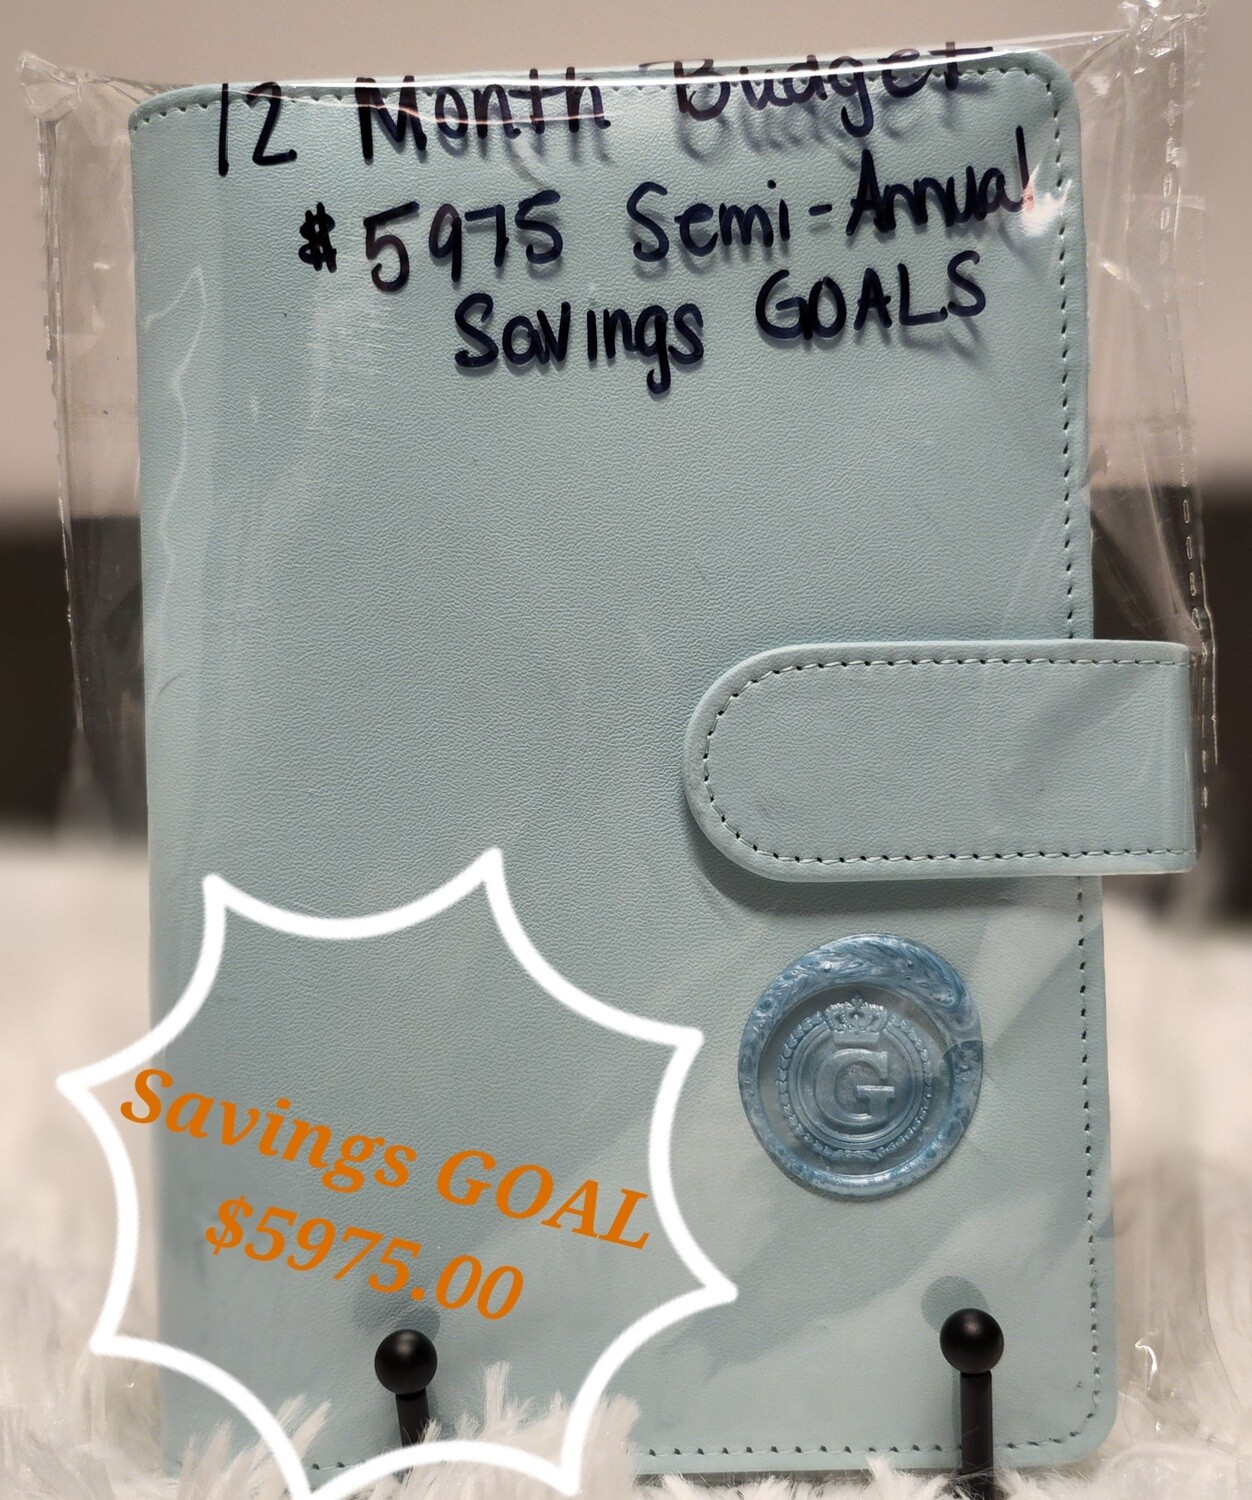 12 Month Budget
$5975 Semi-Annual
Savings GOALS
G
Savings GOAL
$5975.00